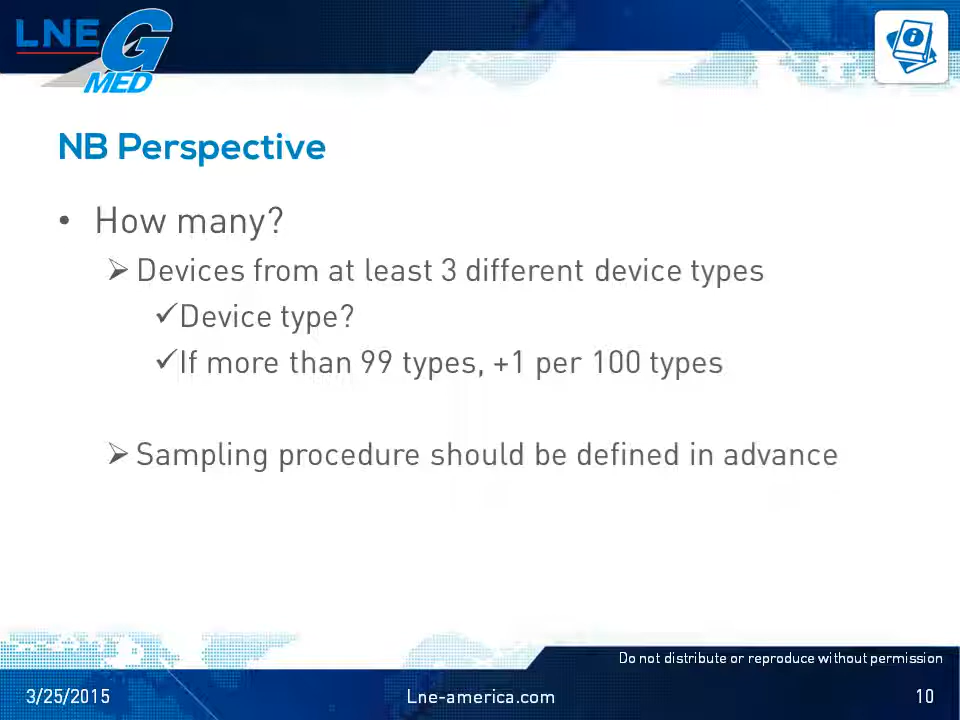 LNE G
MED
NB Perspective
• How many?
➢ Devices from at least 3 different device types
✓Device type?
✓If more than 99 types, +1 per 100 types
➢ Sampling procedure should be defined in advance
Do not distribute or reproduce without permission
3/25/2015 Lne-america.com 10